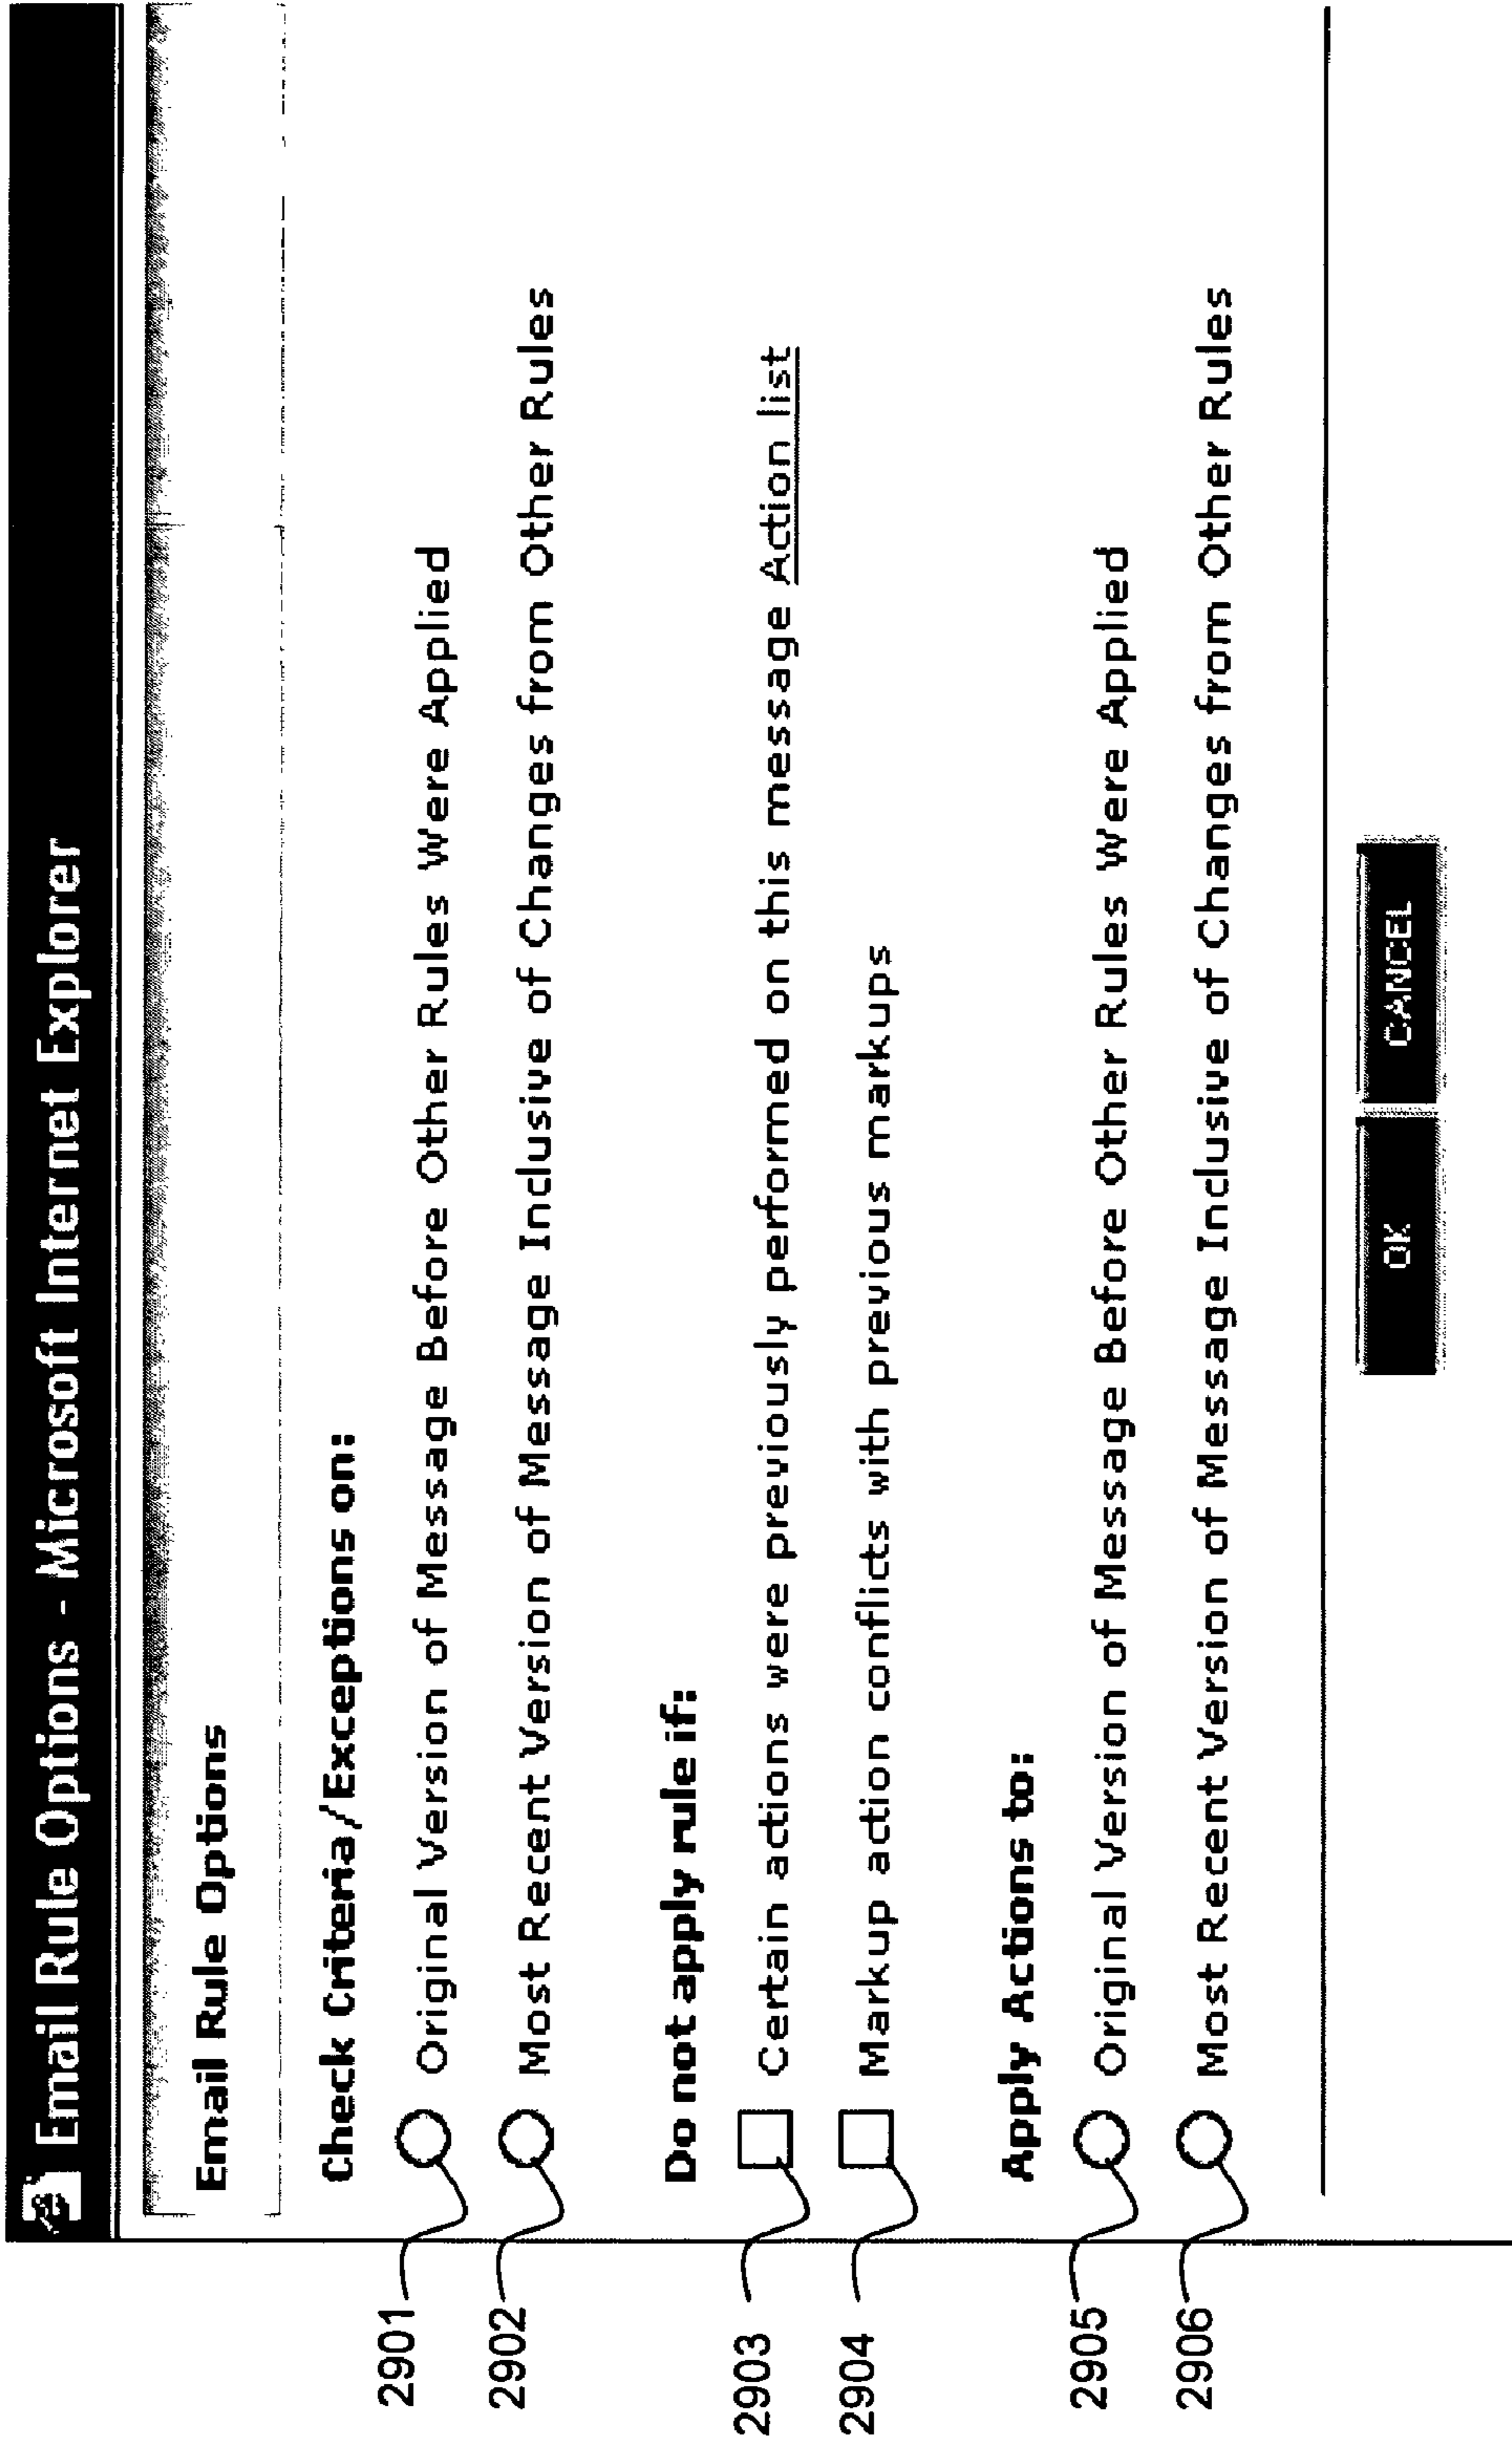 Email Rule Options - Microsoft Internet Explorer
Email Rule Options
Check Criteria/Exceptions on:
2901 Original Version of Message Before Other Rules Were Applied
2902 Most Recent Version of Message Inclusive of Changes from Other Rules
Do not apply rule if:
2903 Certain actions were previously performed on this message Action list
2904 Markup action conflicts with previous markups
Apply Actions to:
2905 Original Version of Message Before Other Rules Were Applied
2906 Most Recent Version of Message Inclusive of Changes from Other Rules
OK CANCEL